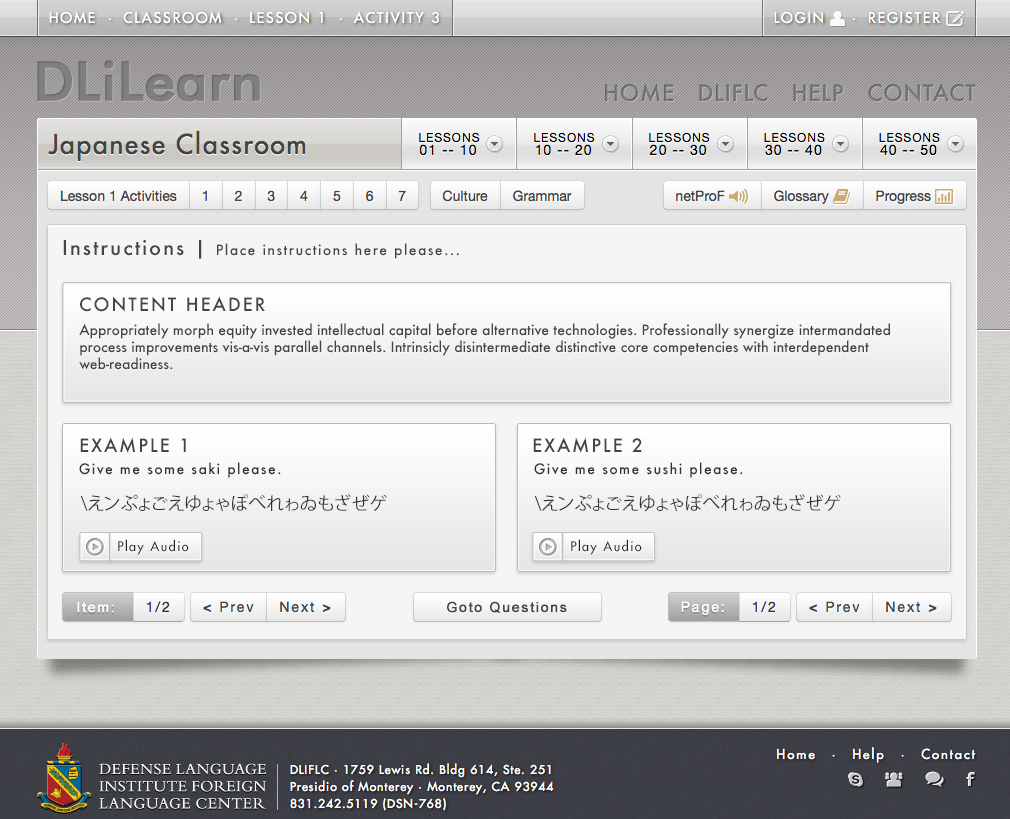 HOME · CLASSROOM · LESSON 1 · ACTIVITY 3
LOGIN · REGISTER
DLiLearn
HOME DLIFLC HELP CONTACT
Japanese Classroom
LESSONS
01 -- 10
LESSONS
10 -- 20
LESSONS
20 -- 30
LESSONS
30 -- 40
LESSONS
40 -- 50
Lesson 1 Activities 1 2 3 4 5 6 7 Culture Grammar netProF Glossary Progress
Instructions | Place instructions here please...
CONTENT HEADER
Appropriately morph equity invested intellectual capital before alternative technologies. Professionally synergize intermandated
process improvements vis-a-vis parallel channels. Intrinsicly disintermediate distinctive core competencies with interdependent
web-readiness.
EXAMPLE 1
Give me some saki please.
\えンぷょごえゆょゃぽべれゎゐもざぜゲ
Play Audio
EXAMPLE 2
Give me some sushi please.
\えンぷょごえゆょゃぽべれゎゐもざぜゲ
Play Audio
Item: 1/2 < Prev Next > Goto Questions Page: 1/2 < Prev Next >
DEFENSE LANGUAGE
INSTITUTE FOREIGN
LANGUAGE CENTER
DLIFLC · 1759 Lewis Rd. Bldg 614, Ste. 251
Presidio of Monterey · Monterey, CA 93944
831.242.5119 (DSN-768)
Home · Help · Contact